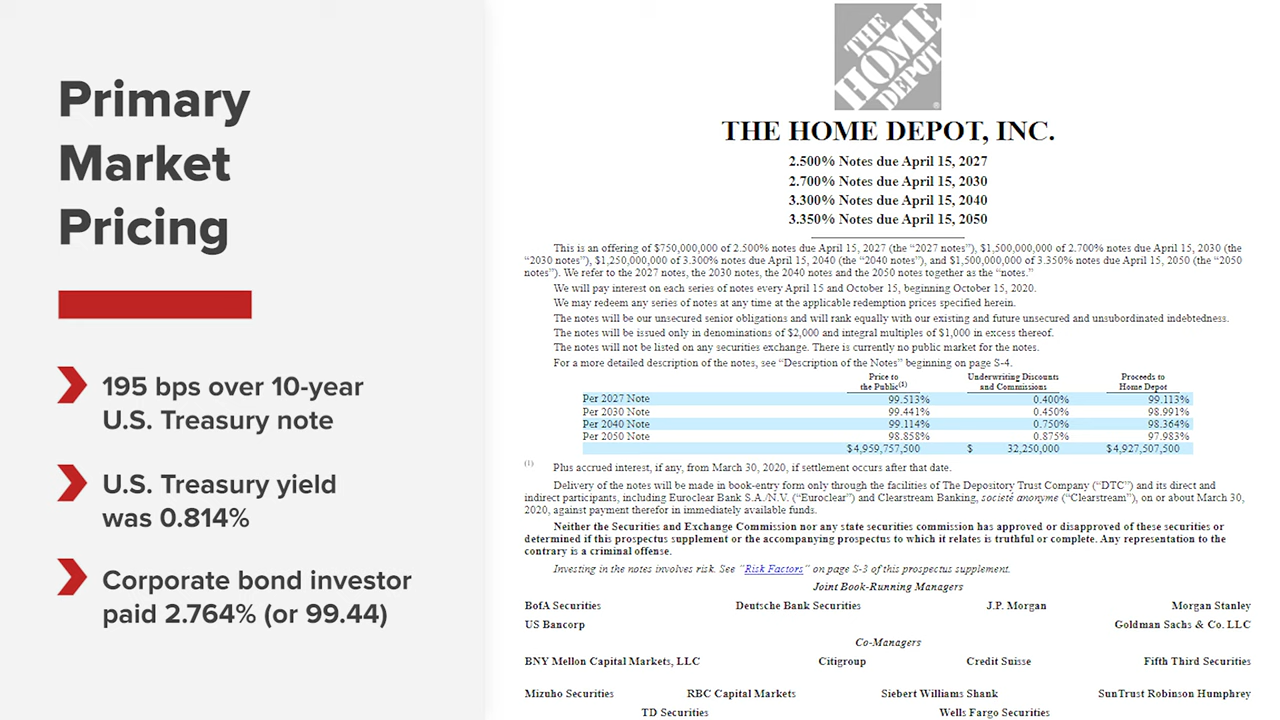 Primary
Market
Pricing
195 bps over 10-year
U.S. Treasury note
U.S. Treasury yield
was 0.814%
Corporate bond investor
paid 2.764% (or 99.44)
THE
HOME
DEPOT
®
THE HOME DEPOT, INC.
2.500% Notes due April 15, 2027
2.700% Notes due April 15, 2030
3.300% Notes due April 15, 2040
3.350% Notes due April 15, 2050
This is an offering of $750,000,000 of 2.500% notes due April 15, 2027 (the “2027 notes”), $1,500,000,000 of 2.700% notes due April 15, 2030 (the
“2030 notes”), $1,250,000,000 of 3.300% notes due April 15, 2040 (the “2040 notes”), and $1,500,000,000 of 3.350% notes due April 15, 2050 (the “2050
notes”). We refer to the 2027 notes, the 2030 notes, the 2040 notes and the 2050 notes together as the “notes.”
We will pay interest on each series of notes every April 15 and October 15, beginning October 15, 2020.
We may redeem any series of notes at any time at the applicable redemption prices specified herein.
The notes will be our unsecured senior obligations and will rank equally with our existing and future unsecured and unsubordinated indebtedness.
The notes will be issued only in denominations of $2,000 and integral multiples of $1,000 in excess thereof.
The notes will not be listed on any securities exchange. There is currently no public market for the notes.
For a more detailed description of the notes, see “Description of the Notes” beginning on page S-4.
Price to Underwriting Discounts Proceeds to
the Public(1) and Commissions Home Depot
Per 2027 Note 99.513% 0.400% 99.113%
Per 2030 Note 99.441% 0.450% 98.991%
Per 2040 Note 99.114% 0.750% 98.364%
Per 2050 Note 98.858% 0.875% 97.983%
$4,959,757,500 $ 32,250,000 $4,927,507,500
(1) Plus accrued interest, if any, from March 30, 2020, if settlement occurs after that date.
Delivery of the notes will be made in book-entry form only through the facilities of The Depository Trust Company (“DTC”) and its direct and
indirect participants, including Euroclear Bank S.A./N.V. (“Euroclear”) and Clearstream Banking, societé anonyme (“Clearstream”), on or about March 30,
2020, against payment therefor in immediately available funds.
Neither the Securities and Exchange Commission nor any state securities commission has approved or disapproved of these securities or
determined if this prospectus supplement or the accompanying prospectus to which it relates is truthful or complete. Any representation to the
contrary is a criminal offense.
Investing in the notes involves risk. See “Risk Factors” on page S-3 of this prospectus supplement.
Joint Book-Running Managers
BofA Securities Deutsche Bank Securities J.P. Morgan Morgan Stanley
US Bancorp Goldman Sachs & Co. LLC
Co-Managers
BNY Mellon Capital Markets, LLC Citigroup Credit Suisse Fifth Third Securities
Mizuho Securities RBC Capital Markets Siebert Williams Shank SunTrust Robinson Humphrey
TD Securities Wells Fargo Securities